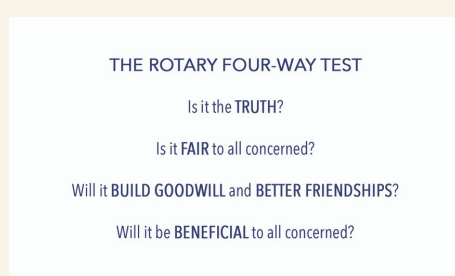 THE ROTARY FOUR-WAY TEST
Is it the TRUTH?
Is it FAIR to all concerned?
Will it BUILD GOODWILL and BETTER FRIENDSHIPS?
Will it be BENEFICIAL to all concerned?